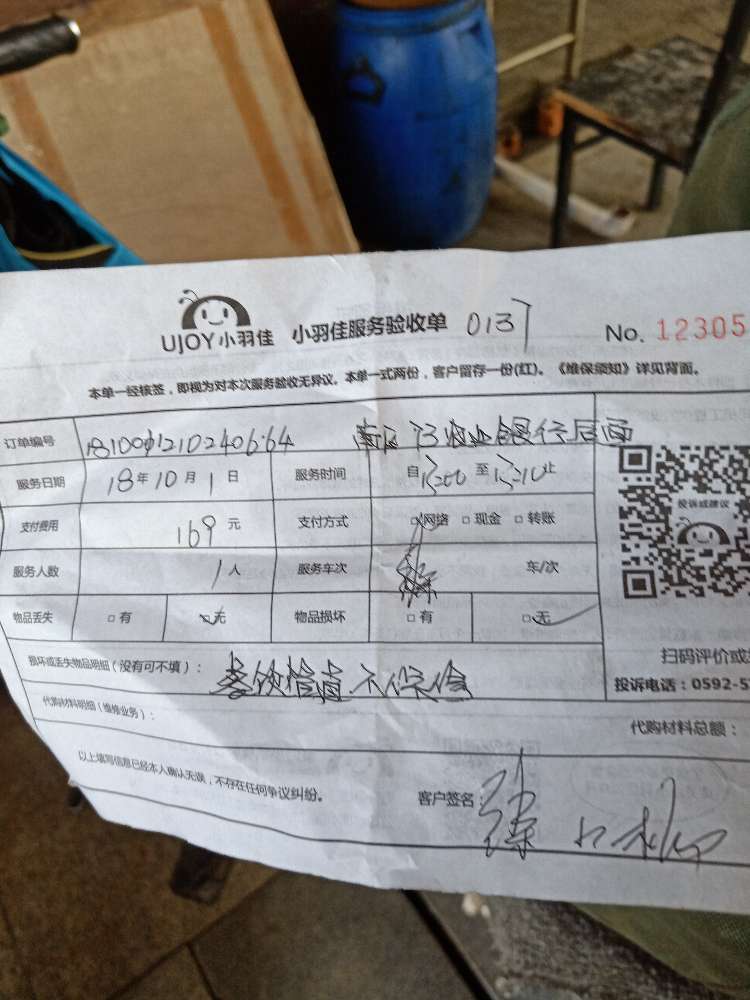 UJOY小羽佳 小羽佳服务验收单 0137 No. 12305
本单一经核签，即视为对本次服务验收无异议。本单一式两份，客户留存一份(红)。《维保须知》详见背面。
订单编号
服务日期 18年10月1日 服务时间 自 至 止
投诉或建议
支付费用 169元 支付方式 网络 □现金 □转账
服务人数 1人 服务车次 车/次
物品丢失 □有 □无 物品损坏 □有 □无
扫码评价或
损坏或丢失物品明细（没有可不填）：
投诉电话：0592-5
代购材料明细（维修业务）：
代购材料总额：
以上填写信息已经本人确认无误，不存在任何争议纠纷。
客户签名：